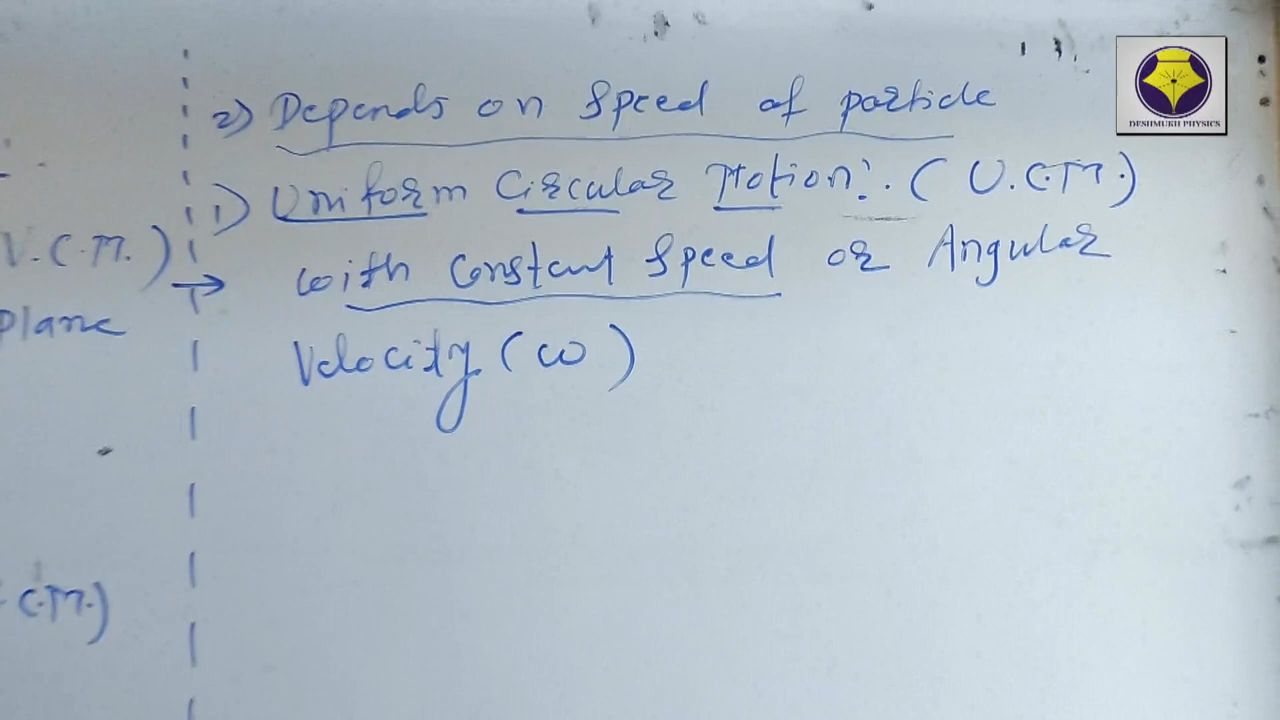 2) Depends on speed of particle
1) Uniform Circular Motion:. ( U.C.M.)
V.C.M.)
→ with constant speed or Angular
plane
Velocity (ω)
C.M.)
DESHMUKH PHYSICS